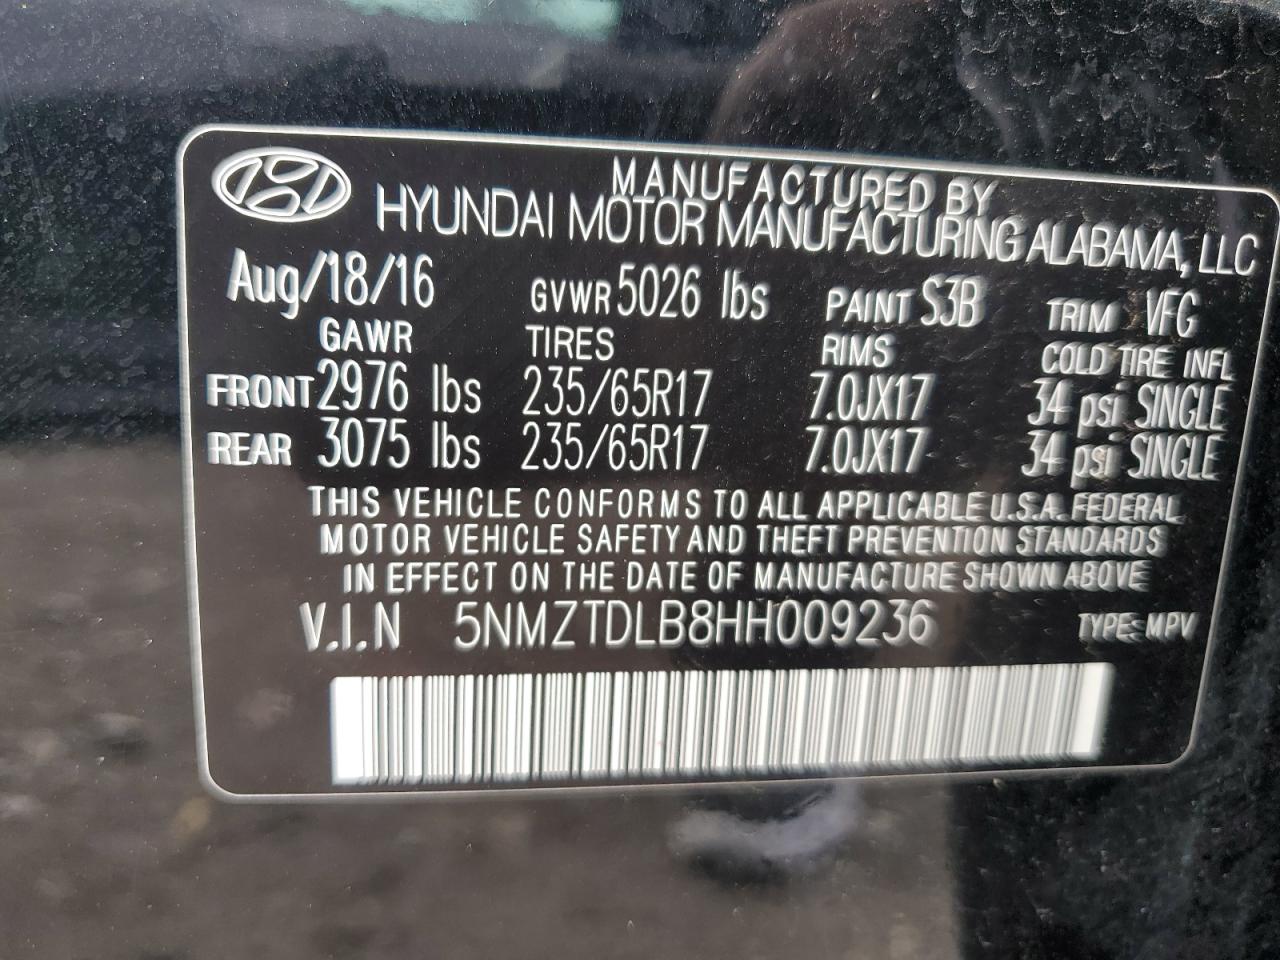 MANUFACTURED BY
HYUNDAI MOTOR MANUFACTURING ALABAMA, LLC
Aug/18/16 GVWR 5026 lbs PAINT S3B TRIM VFG
GAWR TIRES RIMS COLD TIRE INFL
FRONT 2976 lbs 235/65R17 7.0JX17 34 psi SINGLE
REAR 3075 lbs 235/65R17 7.0JX17 34 psi SINGLE
THIS VEHICLE CONFORMS TO ALL APPLICABLE U.S.A. FEDERAL
MOTOR VEHICLE SAFETY AND THEFT PREVENTION STANDARDS
IN EFFECT ON THE DATE OF MANUFACTURE SHOWN ABOVE
V.I.N 5NMZTDLB8HH009236 TYPE: MPV